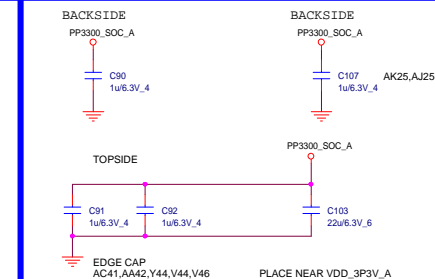 BACKSIDE
BACKSIDE
PP3300_SOC_A
PP3300_SOC_A
C90
1u/6.3V_4
C107
1u/6.3V_4
AK25,AJ25
PP3300_SOC_A
TOPSIDE
C91
1u/6.3V_4
C92
1u/6.3V_4
C103
22u/6.3V_6
EDGE CAP
AC41,AA42,Y44,V44,V46
PLACE NEAR VDD_3P3V_A